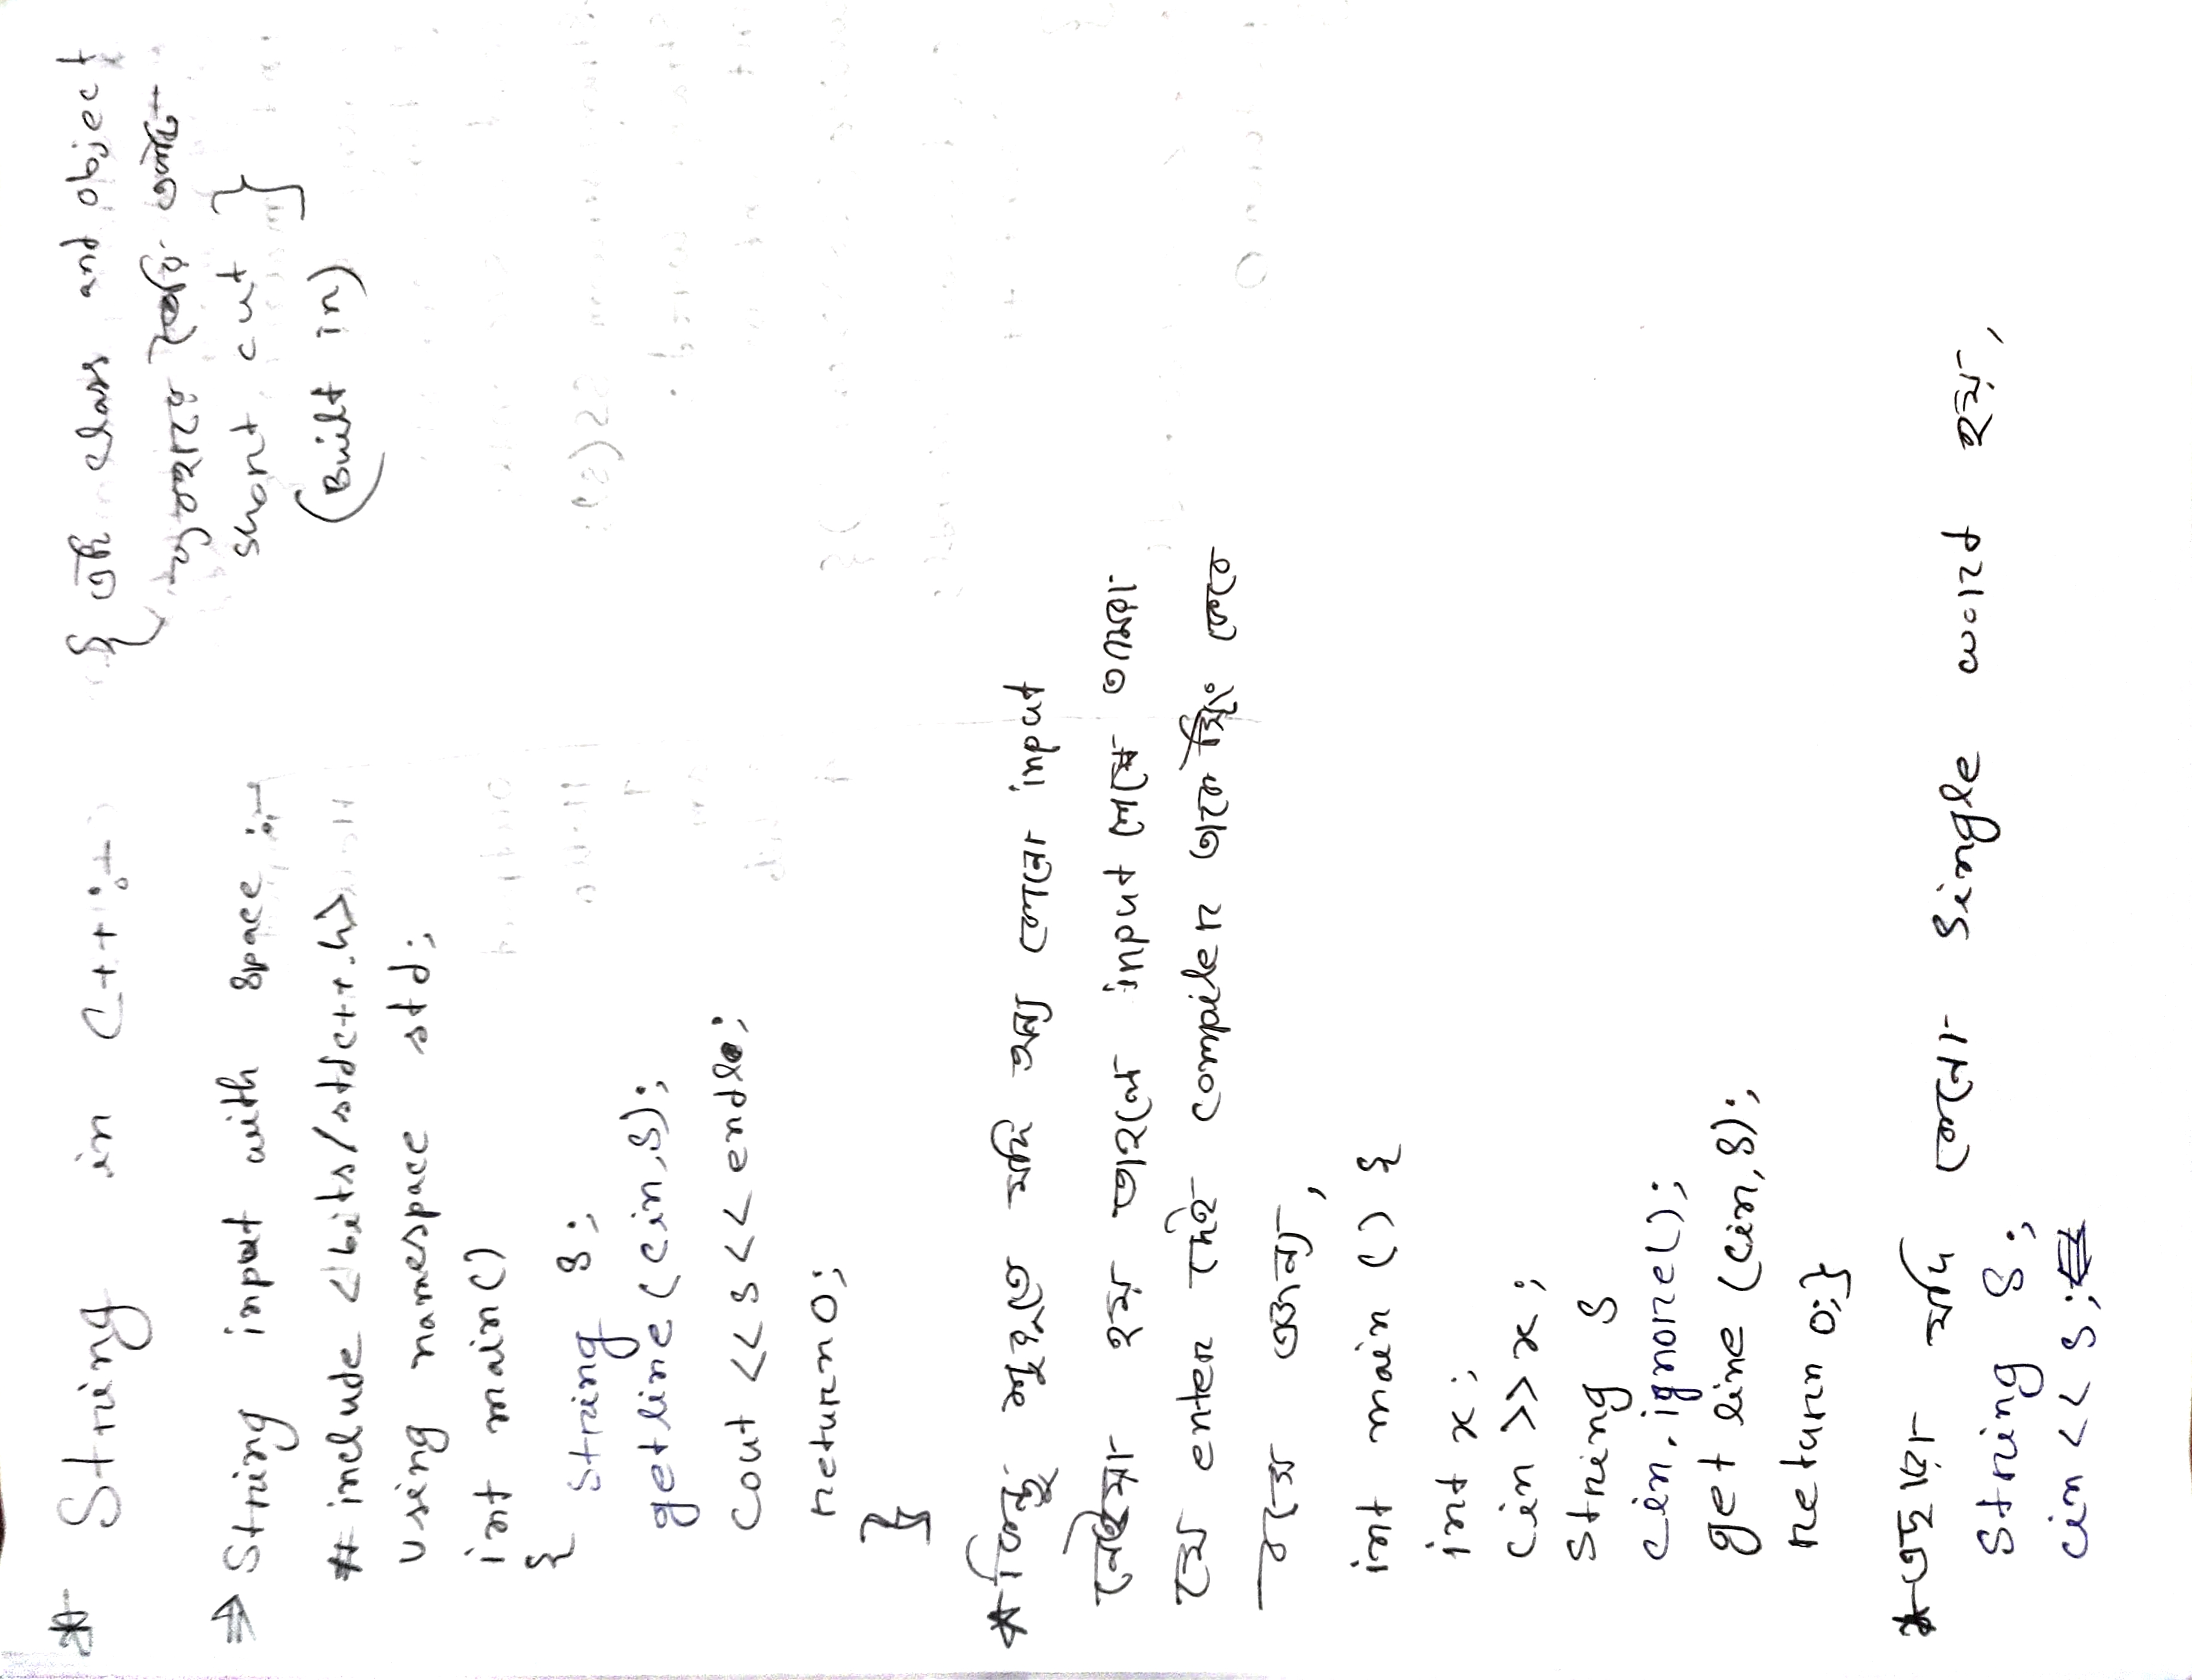 * String in C++:-
{ এটি class and object
ব্যবহারে তৈরি একটি
short cut }
(Built in)
⇒ String input with space :-
# include <bits/stdc++.h>
using namespace std;
int main()
{
string s;
getline(cin,s);
cout << s << endl;
return 0;
}
* কিন্তু শুরুতে যদি অন্য কোনো input
নেওয়া হয় তাহলে input শেষে আমরা
যে enter দেই compiler তাকে স্ট্রিং ভেবে
বসে এজন্য,
int main () {
int x;
cin >> x;
string s
cin.ignore();
get line (cin, s);
return 0;}
* এছাড়া যদি কোনো single word হয়,
string s;
cin << s;